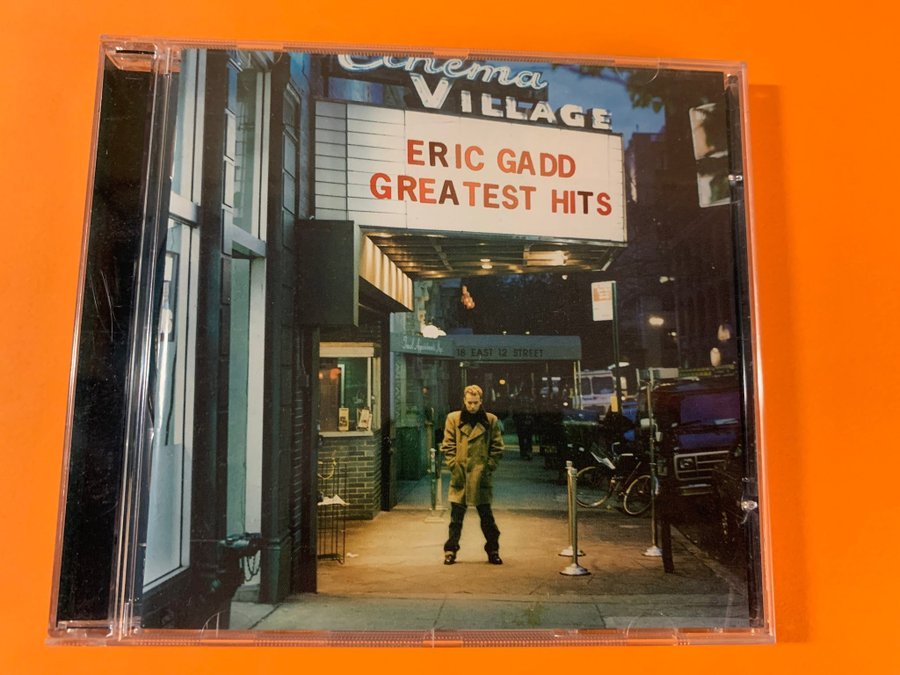 Cinema
VILLAGE
ERIC GADD
GREATEST HITS
18 EAST 12 STREET